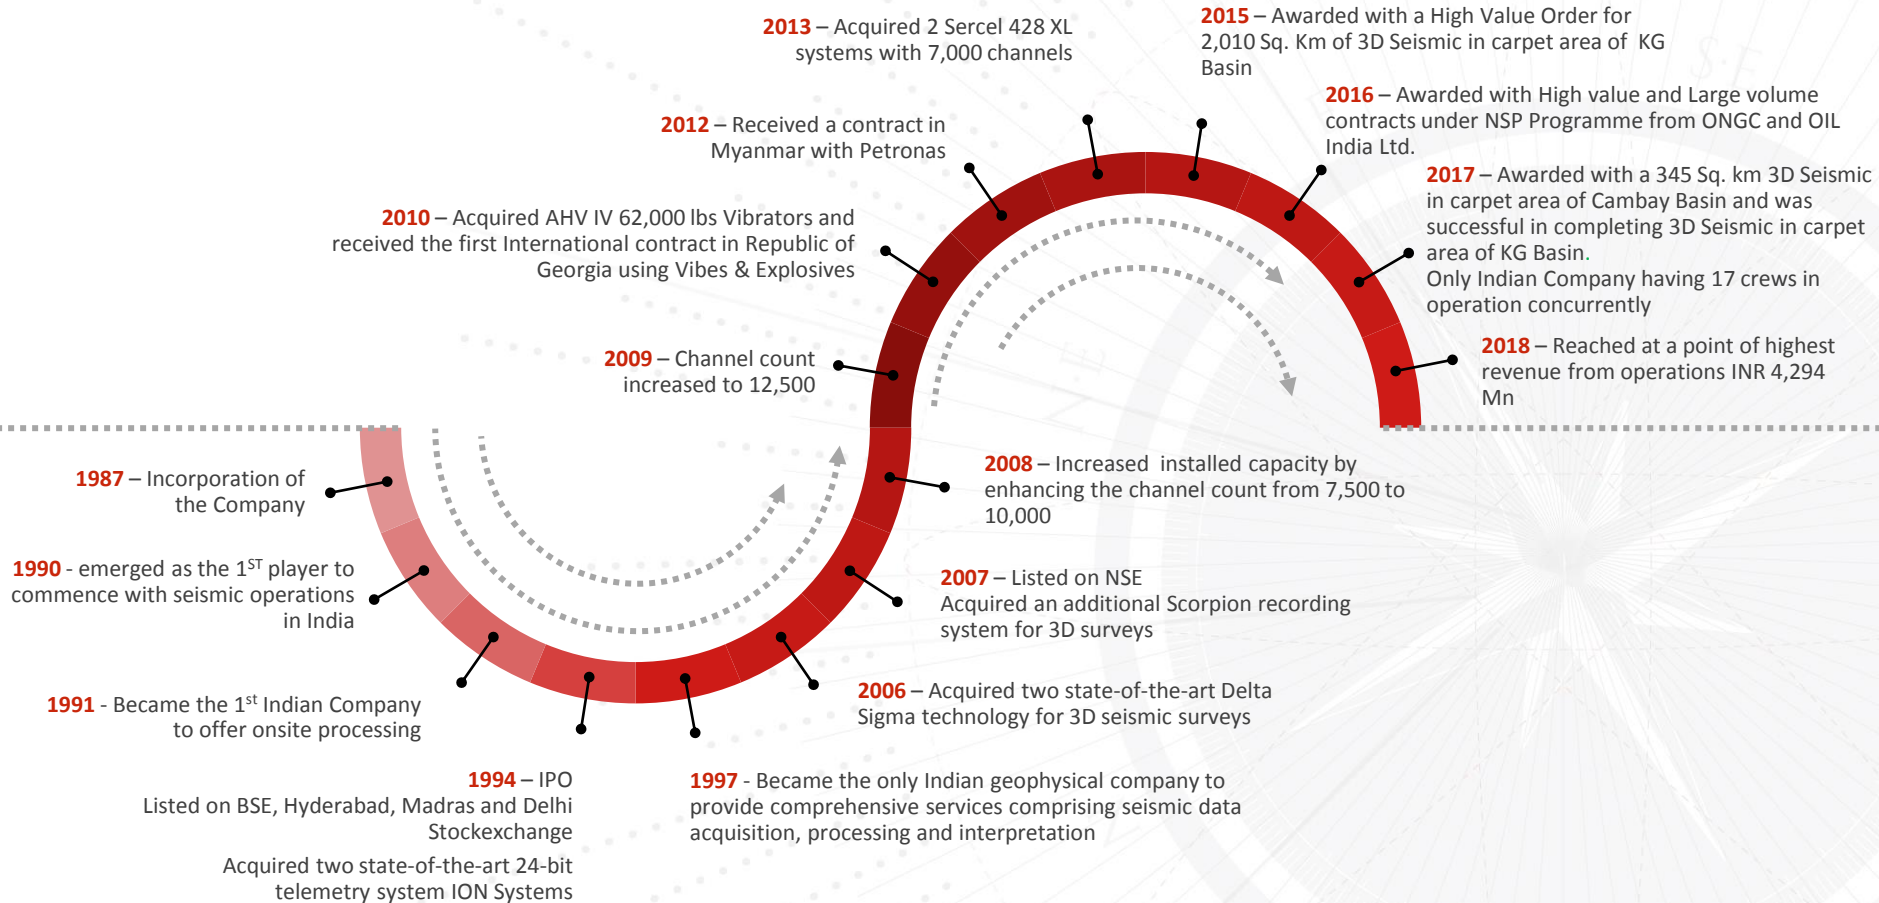 1987 – Incorporation of
the Company
1990 - emerged as the 1ST player to
commence with seismic operations
in India
1991 - Became the 1st Indian Company
to offer onsite processing
1994 – IPO
Listed on BSE, Hyderabad, Madras and Delhi
Stockexchange
Acquired two state-of-the-art 24-bit
telemetry system ION Systems
1997 - Became the only Indian geophysical company to
provide comprehensive services comprising seismic data
acquisition, processing and interpretation
2006 – Acquired two state-of-the-art Delta
Sigma technology for 3D seismic surveys
2007 – Listed on NSE
Acquired an additional Scorpion recording
system for 3D surveys
2008 – Increased installed capacity by
enhancing the channel count from 7,500 to
10,000
2009 – Channel count
increased to 12,500
2010 – Acquired AHV IV 62,000 lbs Vibrators and
received the first International contract in Republic of
Georgia using Vibes & Explosives
2012 – Received a contract in
Myanmar with Petronas
2013 – Acquired 2 Sercel 428 XL
systems with 7,000 channels
2015 – Awarded with a High Value Order for
2,010 Sq. Km of 3D Seismic in carpet area of KG
Basin
2016 – Awarded with High value and Large volume
contracts under NSP Programme from ONGC and OIL
India Ltd.
2017 – Awarded with a 345 Sq. km 3D Seismic
in carpet area of Cambay Basin and was
successful in completing 3D Seismic in carpet
area of KG Basin.
Only Indian Company having 17 crews in
operation concurrently
2018 – Reached at a point of highest
revenue from operations INR 4,294
Mn